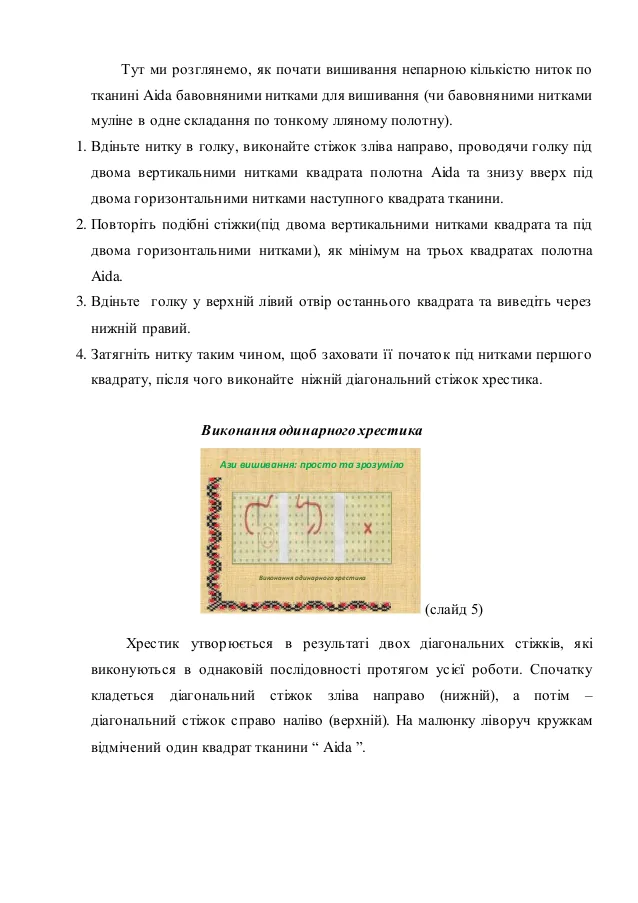 Тут ми розглянемо, як почати вишивання непарною кількістю ниток по
тканині Aida бавовняними нитками для вишивання (чи бавовняними нитками
муліне в одне складання по тонкому лляному полотну).
1. Вдіньте нитку в голку, виконайте стіжок зліва направо, проводячи голку під
двома вертикальними нитками квадрата полотна Aida та знизу вверх під
двома горизонтальними нитками наступного квадрата тканини.
2. Повторіть подібні стіжки(під двома вертикальними нитками квадрата та під
двома горизонтальними нитками), як мінімум на трьох квадратах полотна
Aida.
3. Вдіньте голку у верхній лівий отвір останнього квадрата та виведіть через
нижній правий.
4. Затягніть нитку таким чином, щоб заховати її початок під нитками першого
квадрату, після чого виконайте ніжній діагональний стіжок хрестика.
Виконання одинарного хрестика
Ази вишивання: просто та зрозуміло
Виконання одинарного хрестика
(слайд 5)
Хрестик утворюється в результаті двох діагональних стіжків, які
виконуються в однаковій послідовності протягом усієї роботи. Спочатку
кладеться діагональний стіжок зліва направо (нижній), а потім –
діагональний стіжок справо наліво (верхній). На малюнку ліворуч кружкам
відмічений один квадрат тканини “ Aida ”.